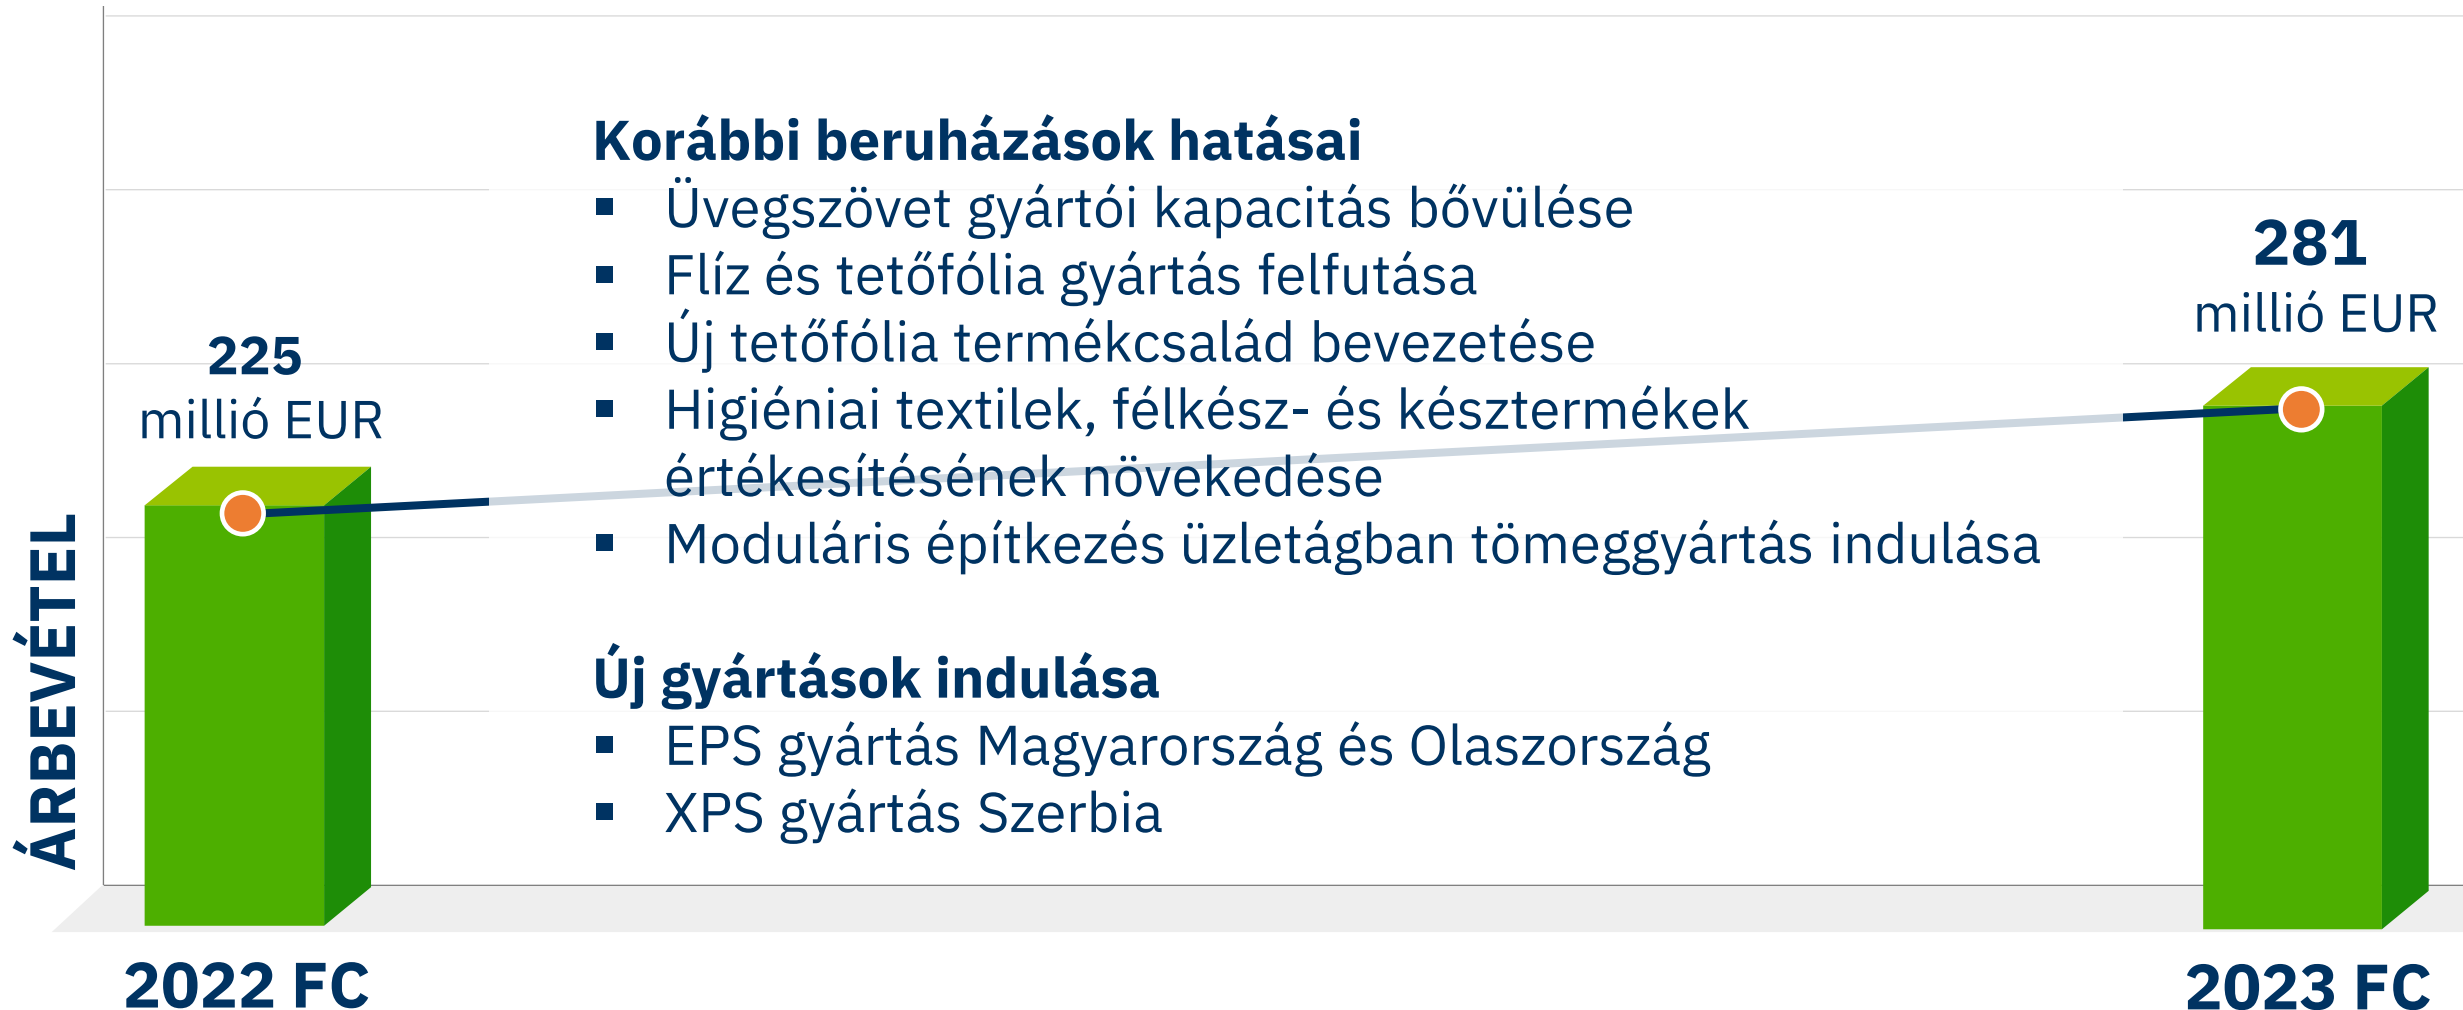 Korábbi beruházások hatásai
▪ Üvegszövet gyártói kapacitás bővülése
▪ Flíz és tetőfólia gyártás felfutása
▪ Új tetőfólia termékcsalád bevezetése
▪ Higiéniai textilek, félkész- és késztermékek
értékesítésének növekedése
▪ Moduláris építkezés üzletágban tömeggyártás indulása
Új gyártások indulása
▪ EPS gyártás Magyarország és Olaszország
▪ XPS gyártás Szerbia
225
millió EUR
281
millió EUR
ÁRBEVÉTEL
2022 FC
2023 FC